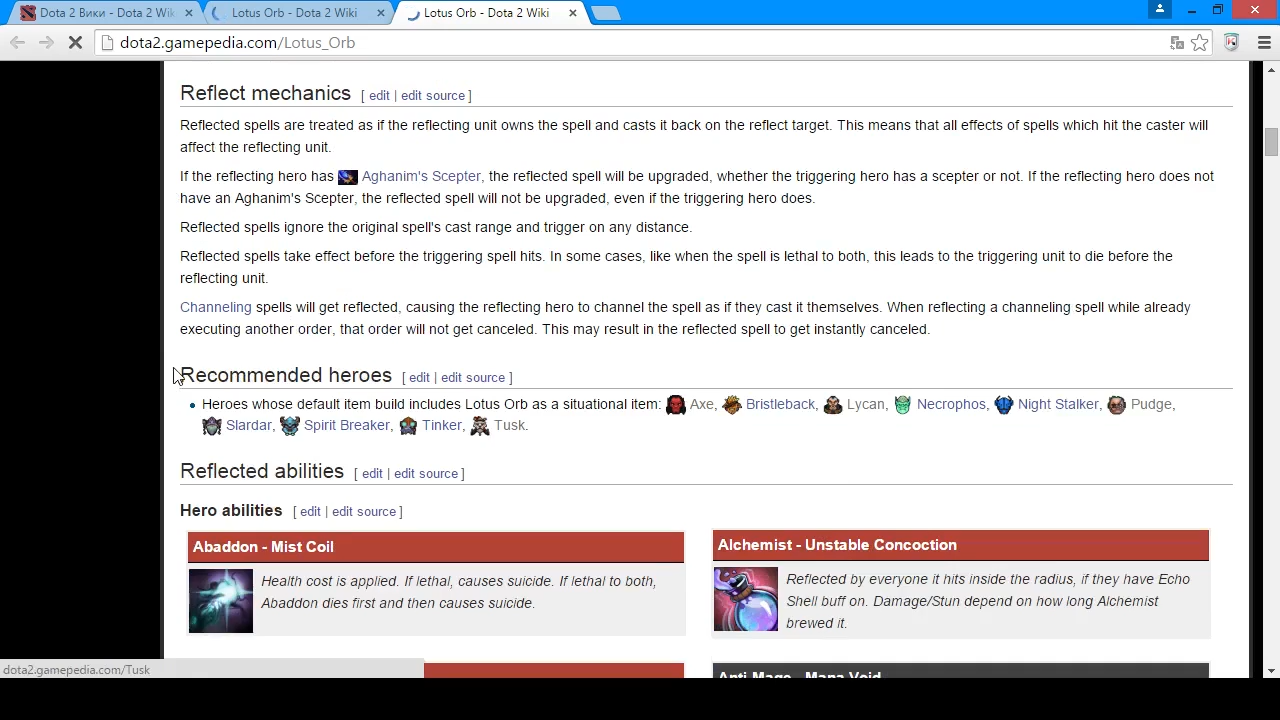 Dota 2 Вики - Dota 2 Wik
Lotus Orb - Dota 2 Wiki
Lotus Orb - Dota 2 Wiki
dota2.gamepedia.com/Lotus_Orb
Reflect mechanics [ edit | edit source ]
Reflected spells are treated as if the reflecting unit owns the spell and casts it back on the reflect target. This means that all effects of spells which hit the caster will
affect the reflecting unit.
If the reflecting hero has Aghanim's Scepter, the reflected spell will be upgraded, whether the triggering hero has a scepter or not. If the reflecting hero does not
have an Aghanim's Scepter, the reflected spell will not be upgraded, even if the triggering hero does.
Reflected spells ignore the original spell's cast range and trigger on any distance.
Reflected spells take effect before the triggering spell hits. In some cases, like when the spell is lethal to both, this leads to the triggering unit to die before the
reflecting unit.
Channeling spells will get reflected, causing the reflecting hero to channel the spell as if they cast it themselves. When reflecting a channeling spell while already
executing another order, that order will not get canceled. This may result in the reflected spell to get instantly canceled.
Recommended heroes [ edit | edit source ]
Heroes whose default item build includes Lotus Orb as a situational item: Axe, Bristleback, Lycan, Necrophos, Night Stalker, Pudge,
Slardar, Spirit Breaker, Tinker, Tusk.
Reflected abilities [ edit | edit source ]
Hero abilities [ edit | edit source ]
Abaddon - Mist Coil
Health cost is applied. If lethal, causes suicide. If lethal to both,
Abaddon dies first and then causes suicide.
Alchemist - Unstable Concoction
Reflected by everyone it hits inside the radius, if they have Echo
Shell buff on. Damage/Stun depend on how long Alchemist
brewed it.
Anti-Mage - Mana Void
dota2.gamepedia.com/Tusk